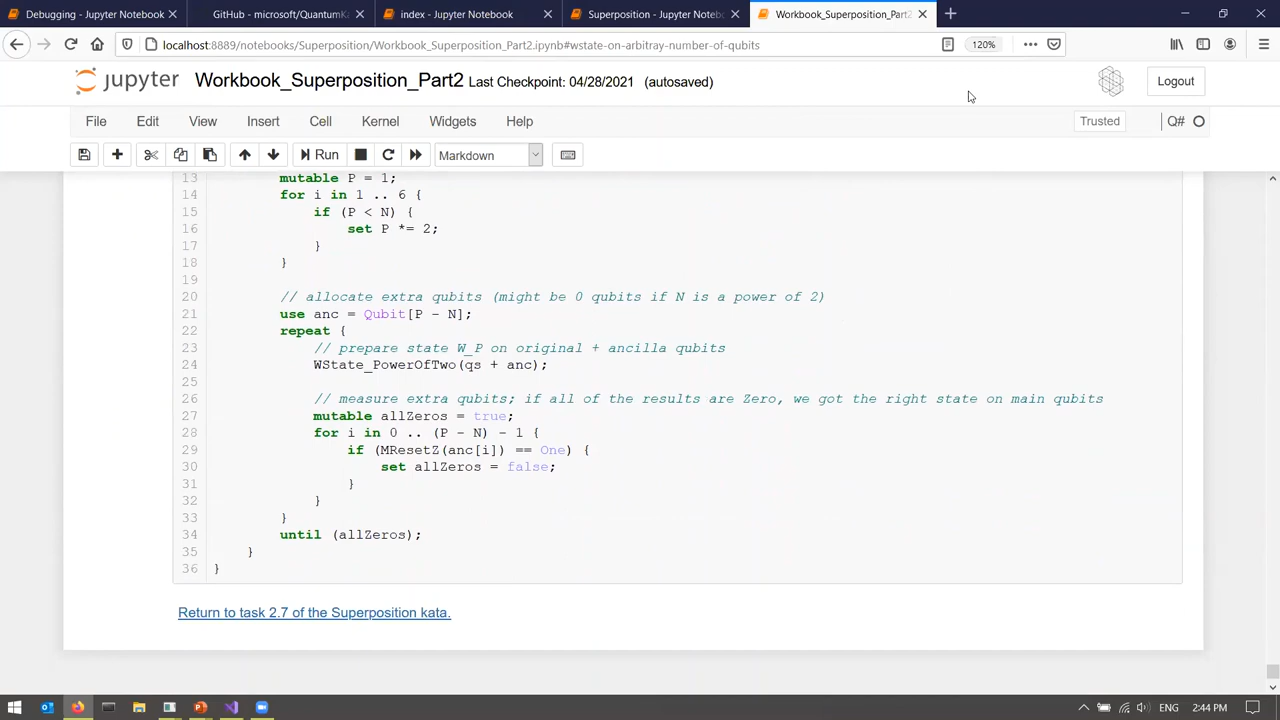 Debugging - Jupyter Notebook
GitHub - microsoft/QuantumKa
index - Jupyter Notebook
Superposition - Jupyter Notebo
Workbook_Superposition_Part2
localhost:8889/notebooks/Superposition/Workbook_Superposition_Part2.ipynb#wstate-on-arbitray-number-of-qubits
120%
jupyter Workbook_Superposition_Part2 Last Checkpoint: 04/28/2021 (autosaved)
Logout
File Edit View Insert Cell Kernel Widgets Help
Trusted
Q#
Run
Markdown
13 mutable P = 1;
14 for i in 1 .. 6 {
15 if (P < N) {
16 set P *= 2;
17 }
18 }
19
20 // allocate extra qubits (might be 0 qubits if N is a power of 2)
21 use anc = Qubit[P - N];
22 repeat {
23 // prepare state W_P on original + ancilla qubits
24 WState_PowerOfTwo(qs + anc);
25
26 // measure extra qubits; if all of the results are Zero, we got the right state on main qubits
27 mutable allZeros = true;
28 for i in 0 .. (P - N) - 1 {
29 if (MResetZ(anc[i]) == One) {
30 set allZeros = false;
31 }
32 }
33 }
34 until (allZeros);
35 }
36 }
Return to task 2.7 of the Superposition kata.
ENG
2:44 PM